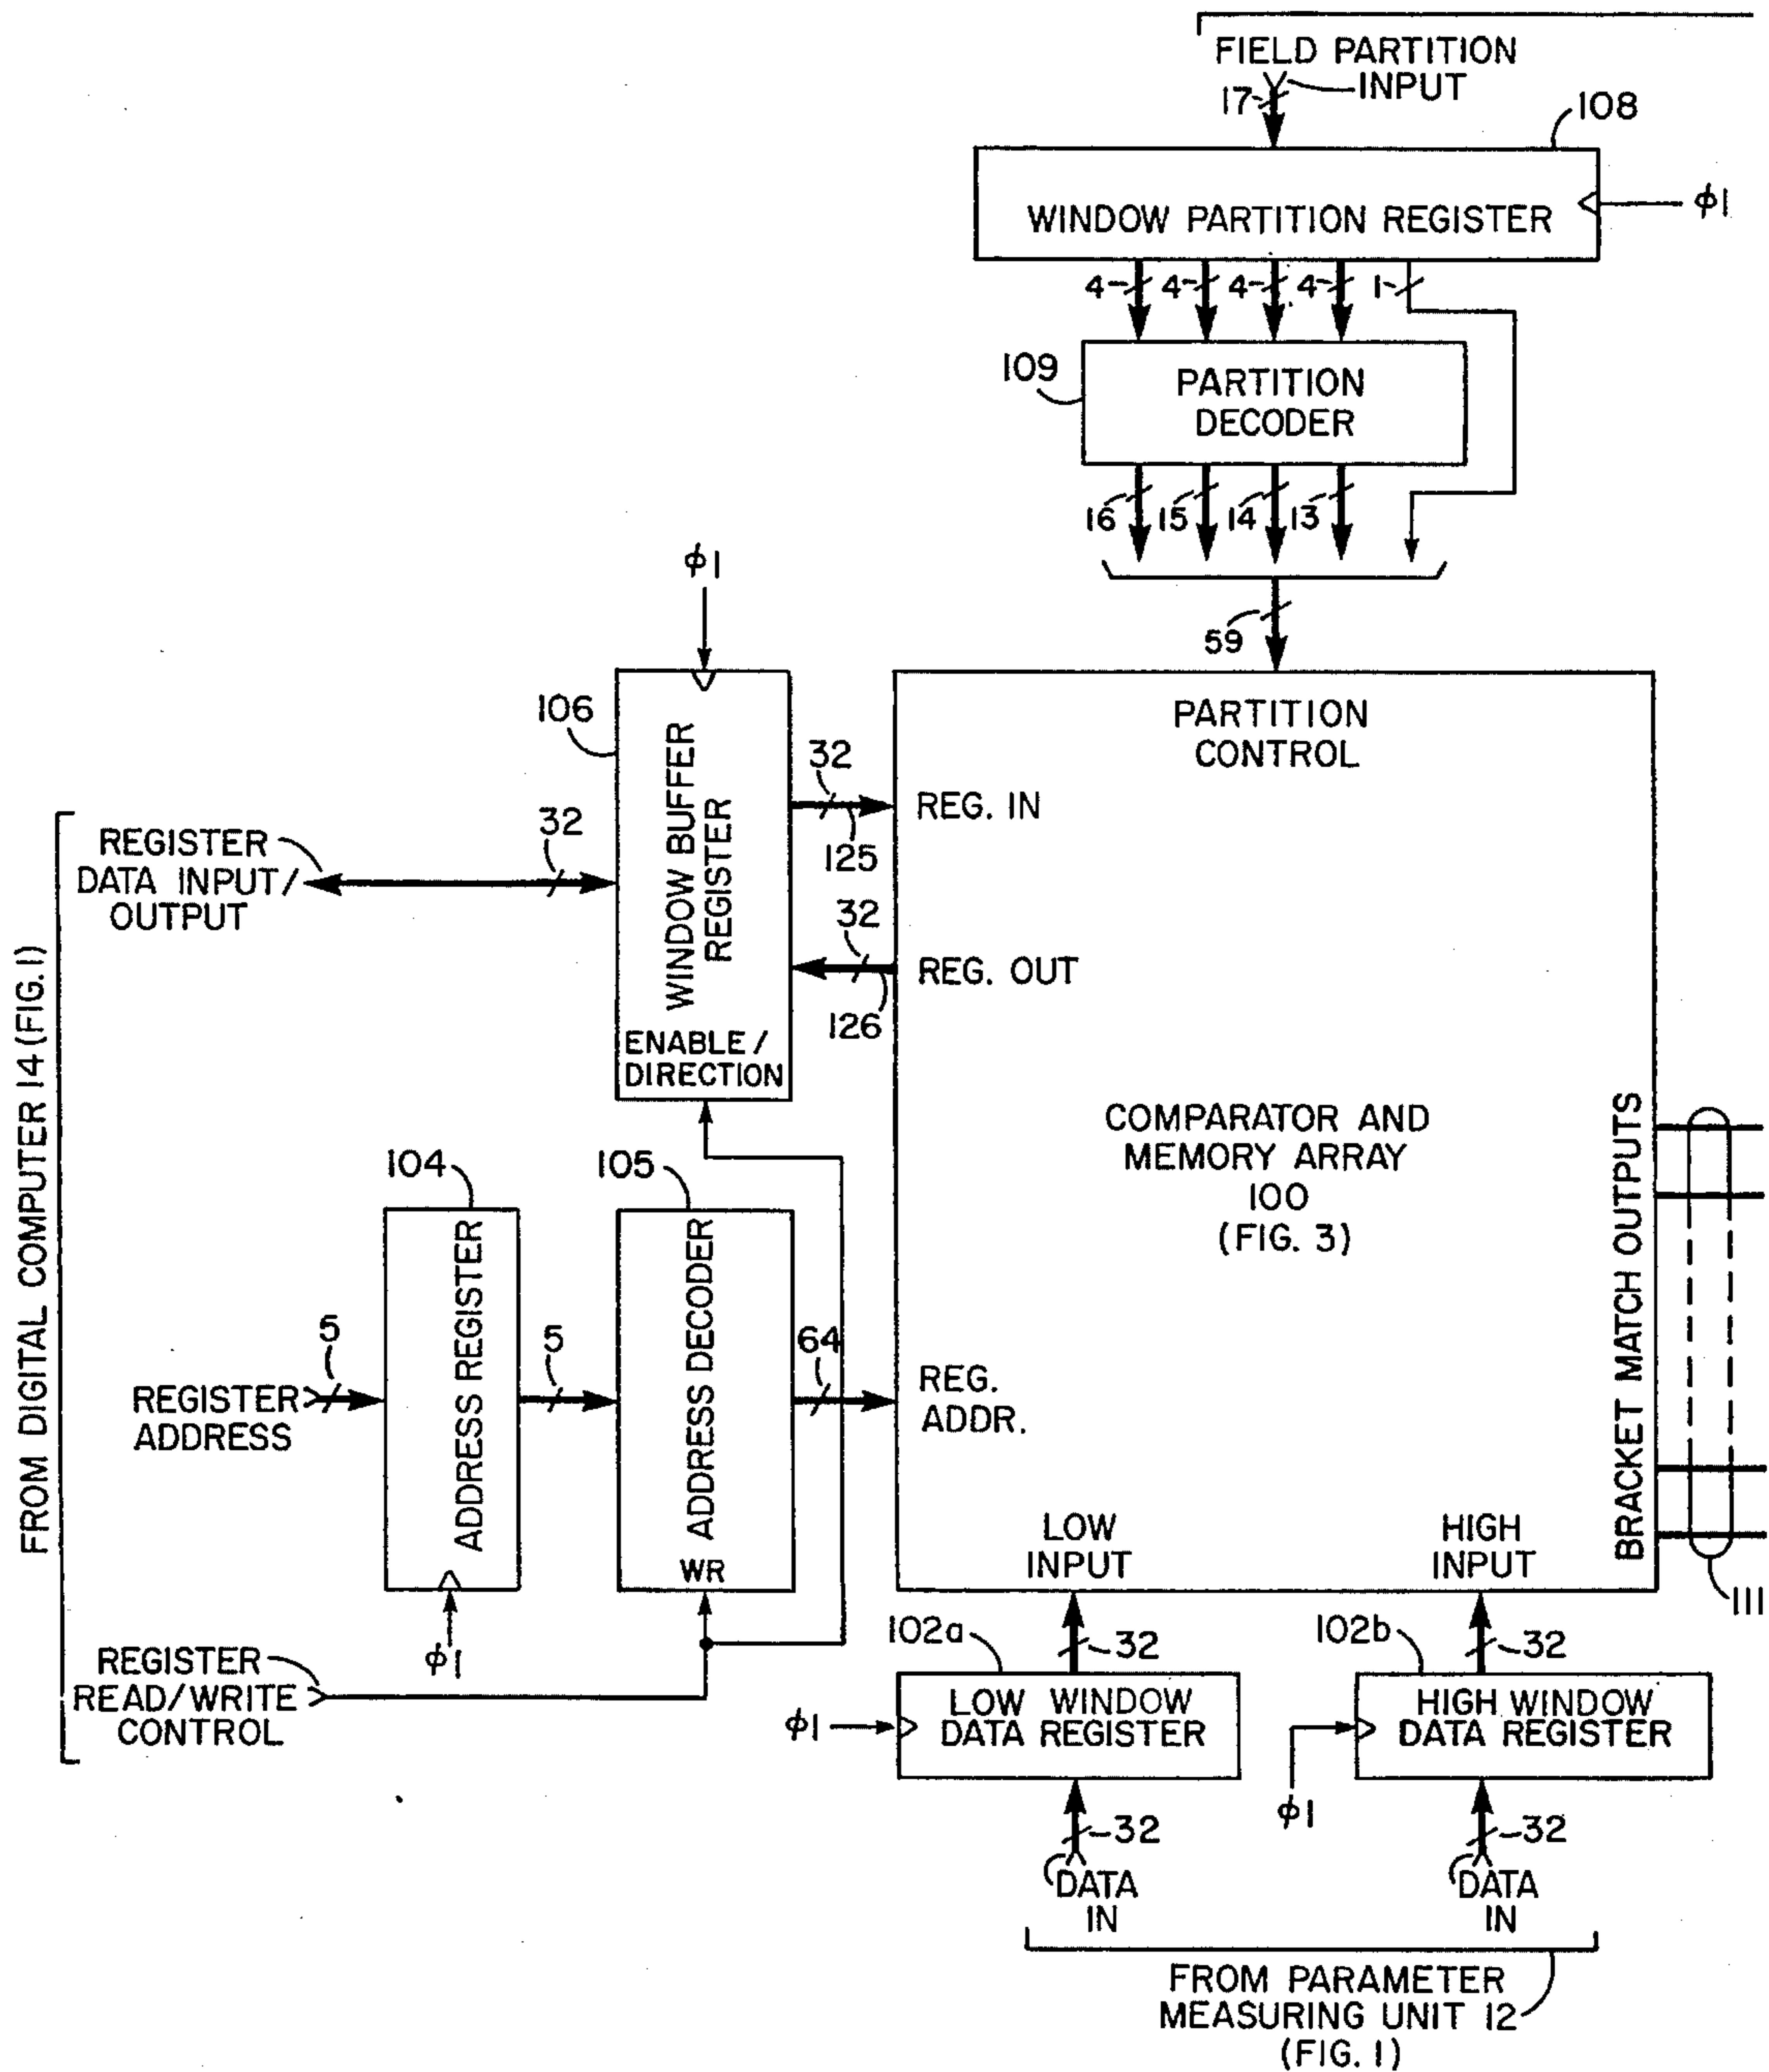 FIELD PARTITION
INPUT
17
108
WINDOW PARTITION REGISTER
ϕ1
4 4 4 4 1
109
PARTITION
DECODER
16 15 14 13
59
ϕ1
106
WINDOW BUFFER
REGISTER
ENABLE /
DIRECTION
32
125
32
126
PARTITION
CONTROL
REG. IN
REG. OUT
COMPARATOR AND
MEMORY ARRAY
100
(FIG. 3)
REG.
ADDR.
LOW
INPUT
HIGH
INPUT
BRACKET MATCH OUTPUTS
111
FROM DIGITAL COMPUTER 14 (FIG. 1)
REGISTER
DATA INPUT /
OUTPUT
32
104
ADDRESS REGISTER
105
ADDRESS DECODER
WR
REGISTER
ADDRESS
5
5
64
ϕ1
REGISTER
READ/WRITE
CONTROL
102a
32
LOW WINDOW
DATA REGISTER
ϕ1
32
DATA
IN
102b
32
HIGH WINDOW
DATA REGISTER
ϕ1
32
DATA
IN
FROM PARAMETER
MEASURING UNIT 12
(FIG. 1)